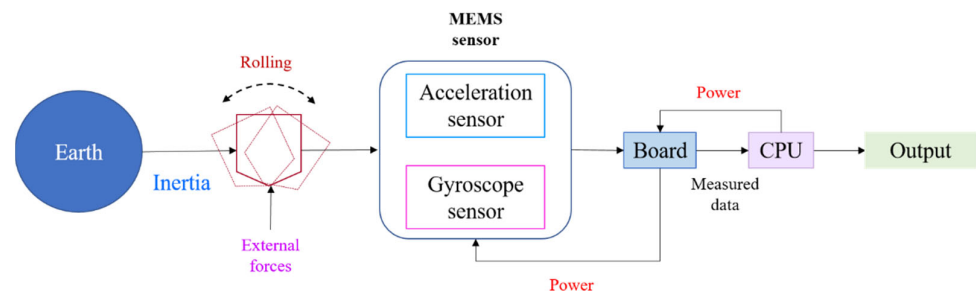 MEMS
sensor
Rolling
Acceleration
sensor
Power
Earth
Board
CPU
Output
Inertia
Gyroscope
sensor
Measured
data
External
forces
Power